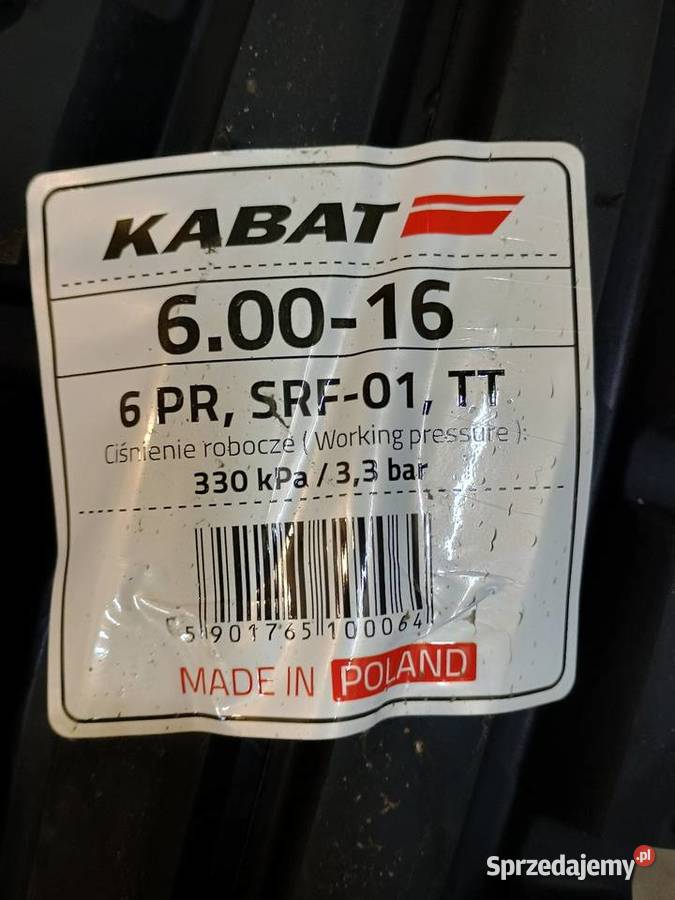 KABAT
6.00-16
6 PR, SRF-01, TT
Ciśnienie robocze ( Working pressure ):
330 kPa / 3,3 bar
5 901765 100064
MADE IN POLAND
Sprzedajemy.pl